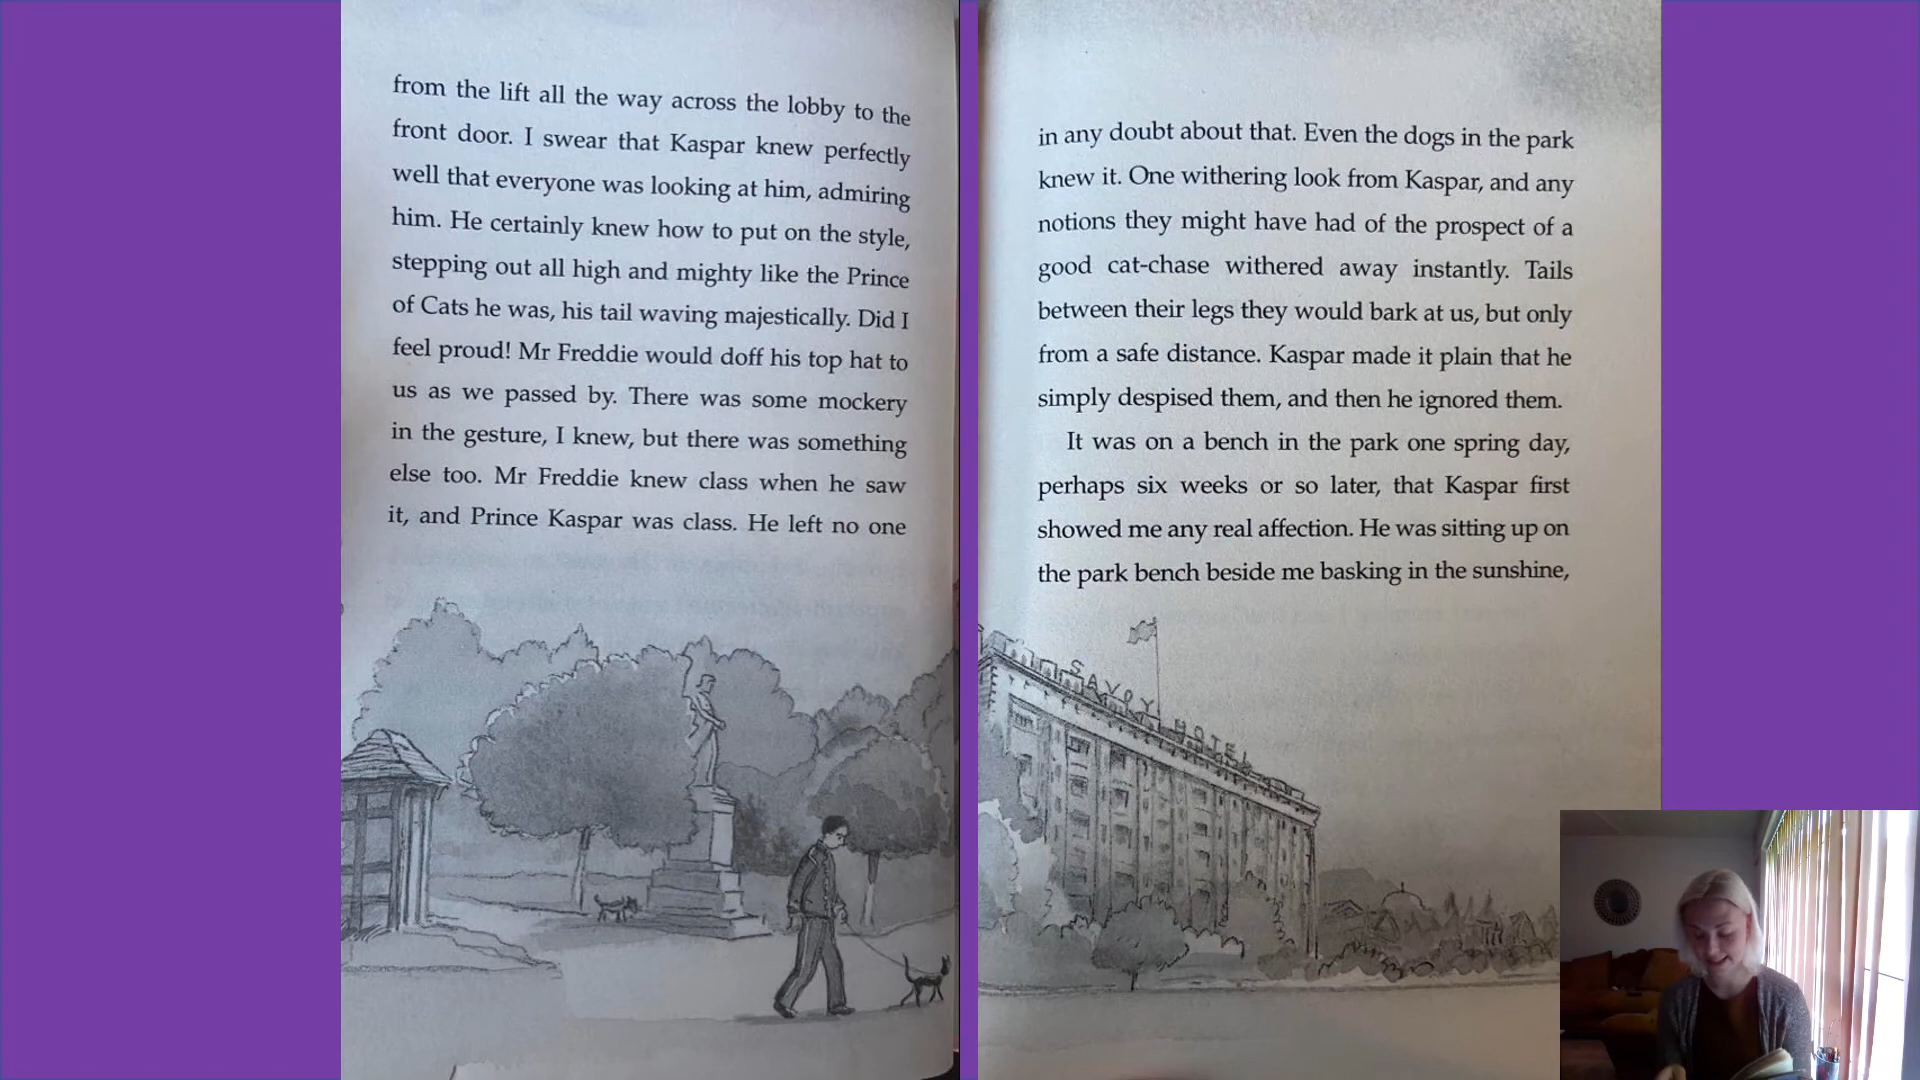 from the lift all the way across the lobby to the
front door. I swear that Kaspar knew perfectly
well that everyone was looking at him, admiring
him. He certainly knew how to put on the style,
stepping out all high and mighty like the Prince
of Cats he was, his tail waving majestically. Did I
feel proud! Mr Freddie would doff his top hat to
us as we passed by. There was some mockery
in the gesture, I knew, but there was something
else too. Mr Freddie knew class when he saw
it, and Prince Kaspar was class. He left no one
in any doubt about that. Even the dogs in the park
knew it. One withering look from Kaspar, and any
notions they might have had of the prospect of a
good cat-chase withered away instantly. Tails
between their legs they would bark at us, but only
from a safe distance. Kaspar made it plain that he
simply despised them, and then he ignored them.
It was on a bench in the park one spring day,
perhaps six weeks or so later, that Kaspar first
showed me any real affection. He was sitting up on
the park bench beside me basking in the sunshine,
SAVOY HOTEL